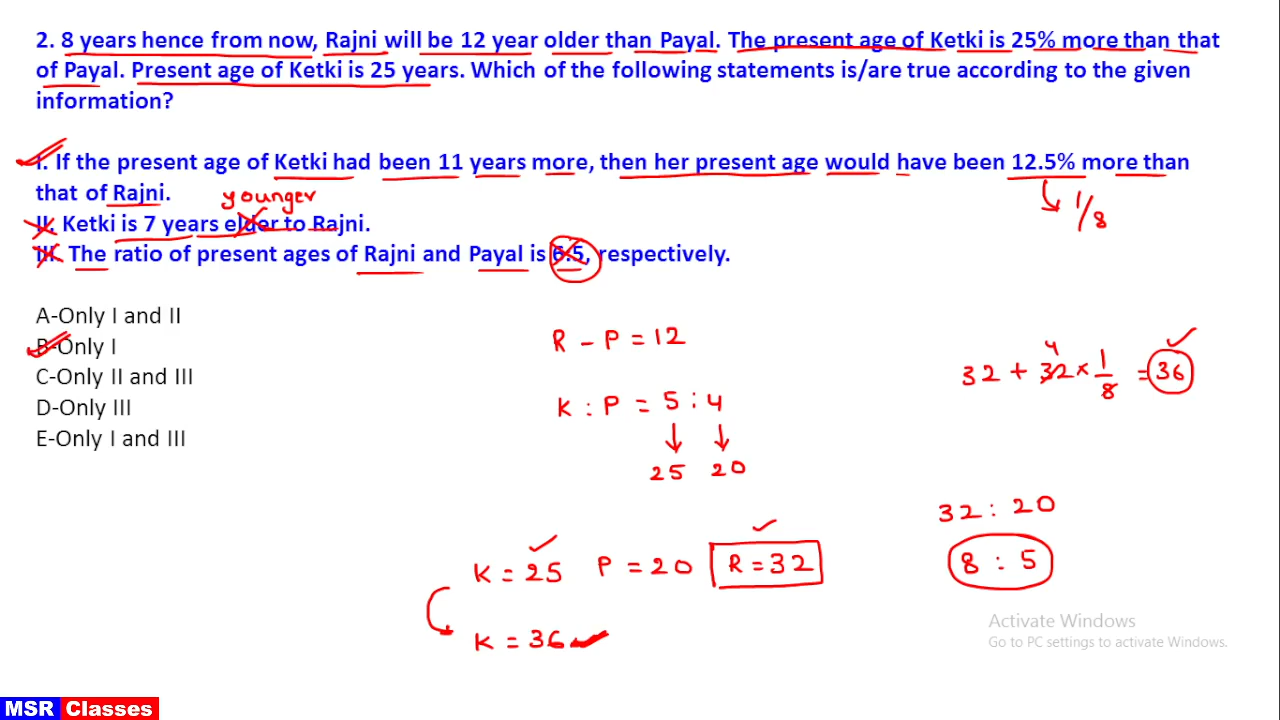 2. 8 years hence from now, Rajni will be 12 year older than Payal. The present age of Ketki is 25% more than that
of Payal. Present age of Ketki is 25 years. Which of the following statements is/are true according to the given
information?
I. If the present age of Ketki had been 11 years more, then her present age would have been 12.5% more than
that of Rajni.
younger
1/8
II. Ketki is 7 years elder to Rajni.
III. The ratio of present ages of Rajni and Payal is 6:5, respectively.
A-Only I and II
B-Only I
C-Only II and III
D-Only III
E-Only I and III
R - P = 12
4
32 + 32 × 1/8 = 36
K : P = 5 : 4
25 20
32 : 20
K = 25 P = 20 R = 32
8 : 5
K = 36
Activate Windows
Go to PC settings to activate Windows.
MSR Classes